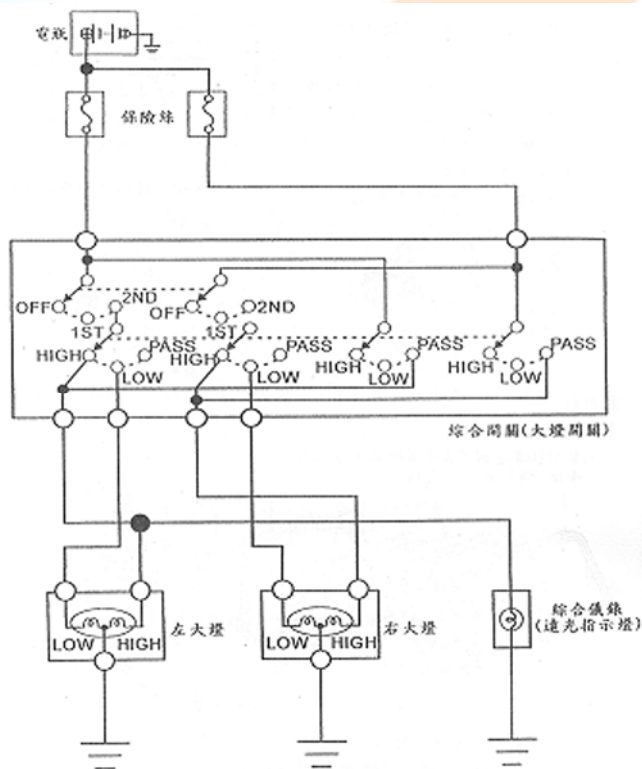 電瓶
保險絲
OFF 2ND OFF 2ND
1ST 1ST
HIGH PASS HIGH PASS HIGH PASS HIGH PASS
LOW LOW LOW LOW
綜合開關(大燈開關)
LOW HIGH 左大燈
LOW HIGH 右大燈
綜合儀錶
(遠光指示燈)